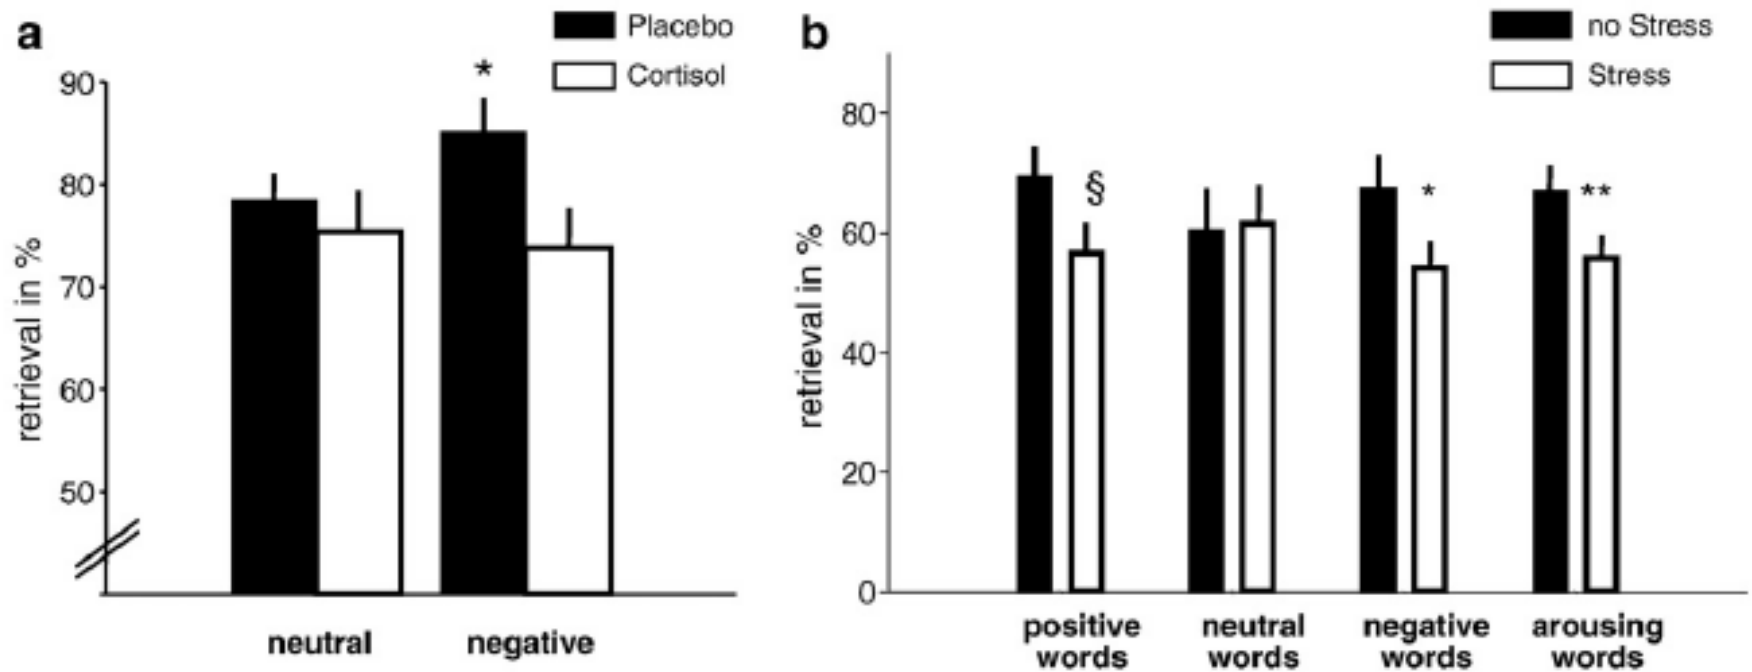 a
Placebo
Cortisol
*
90
80
70
60
50
retrieval in %
neutral negative
b
no Stress
Stress
80
60
40
20
0
retrieval in %
§
*
**
positive words
neutral words
negative words
arousing words